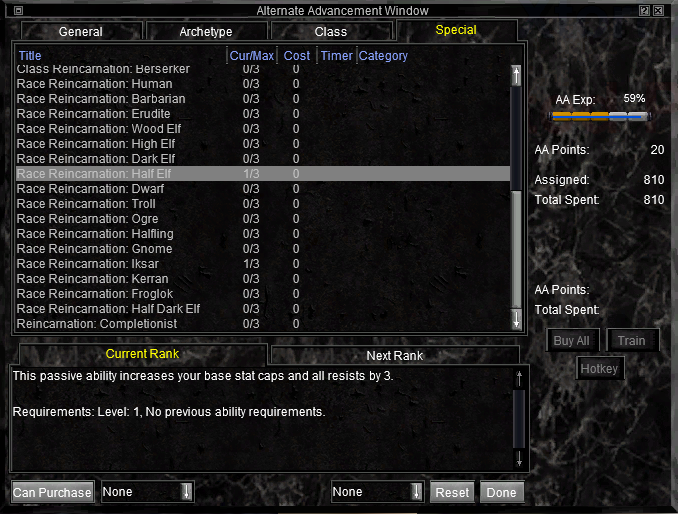 Alternate Advancement Window
General Archetype Class Special
Title Cur/Max Cost Timer Category
Class Reincarnation: Berserker 0/3 0
Race Reincarnation: Human 0/3 0
Race Reincarnation: Barbarian 0/3 0
Race Reincarnation: Erudite 0/3 0
Race Reincarnation: Wood Elf 0/3 0
Race Reincarnation: High Elf 0/3 0
Race Reincarnation: Dark Elf 0/3 0
Race Reincarnation: Half Elf 1/3 0
Race Reincarnation: Dwarf 0/3 0
Race Reincarnation: Troll 0/3 0
Race Reincarnation: Ogre 0/3 0
Race Reincarnation: Halfling 0/3 0
Race Reincarnation: Gnome 0/3 0
Race Reincarnation: Iksar 1/3 0
Race Reincarnation: Kerran 0/3 0
Race Reincarnation: Froglok 0/3 0
Race Reincarnation: Half Dark Elf 0/3 0
Reincarnation: Completionist 0/3 0
AA Exp: 59%
AA Points: 20
Assigned: 810
Total Spent: 810
AA Points:
Total Spent:
Buy All Train
Hotkey
Current Rank Next Rank
This passive ability increases your base stat caps and all resists by 3.
Requirements: Level: 1, No previous ability requirements.
Can Purchase None None Reset Done